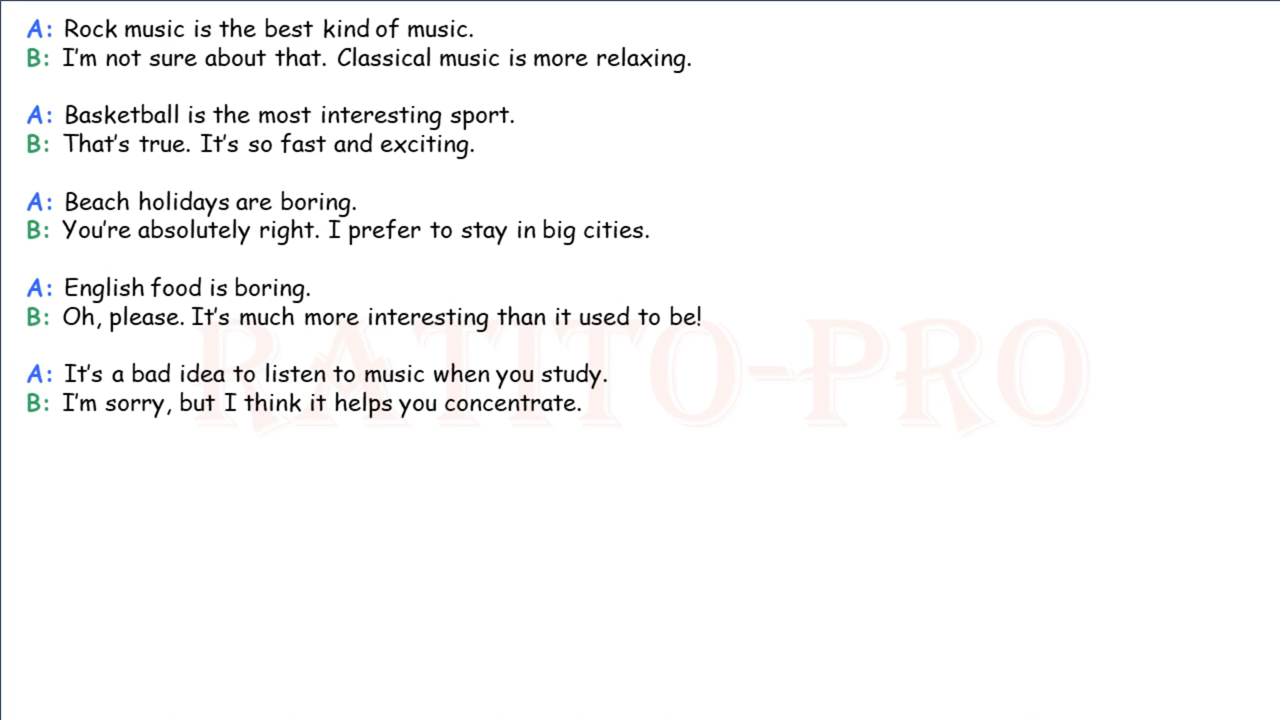 A: Rock music is the best kind of music.
B: I'm not sure about that. Classical music is more relaxing.
A: Basketball is the most interesting sport.
B: That's true. It's so fast and exciting.
A: Beach holidays are boring.
B: You're absolutely right. I prefer to stay in big cities.
A: English food is boring.
B: Oh, please. It's much more interesting than it used to be!
RATITO-PRO
A: It's a bad idea to listen to music when you study.
B: I'm sorry, but I think it helps you concentrate.